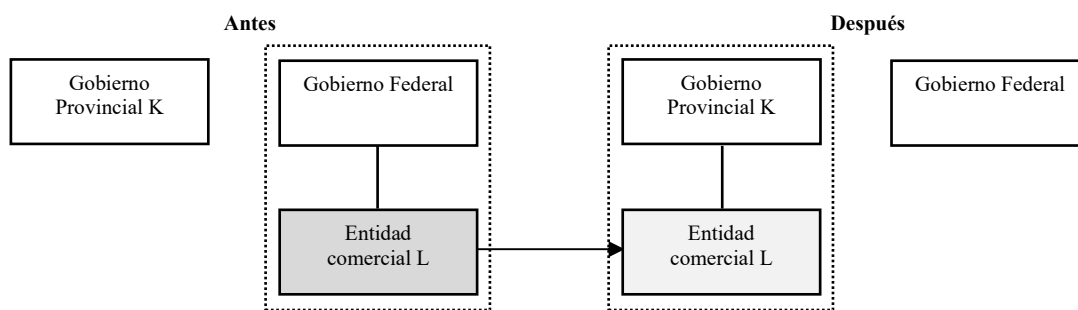 Antes
Después
Gobierno
Provincial K
Gobierno Federal
Gobierno
Provincial K
Gobierno Federal
Entidad
comercial L
Entidad
comercial L